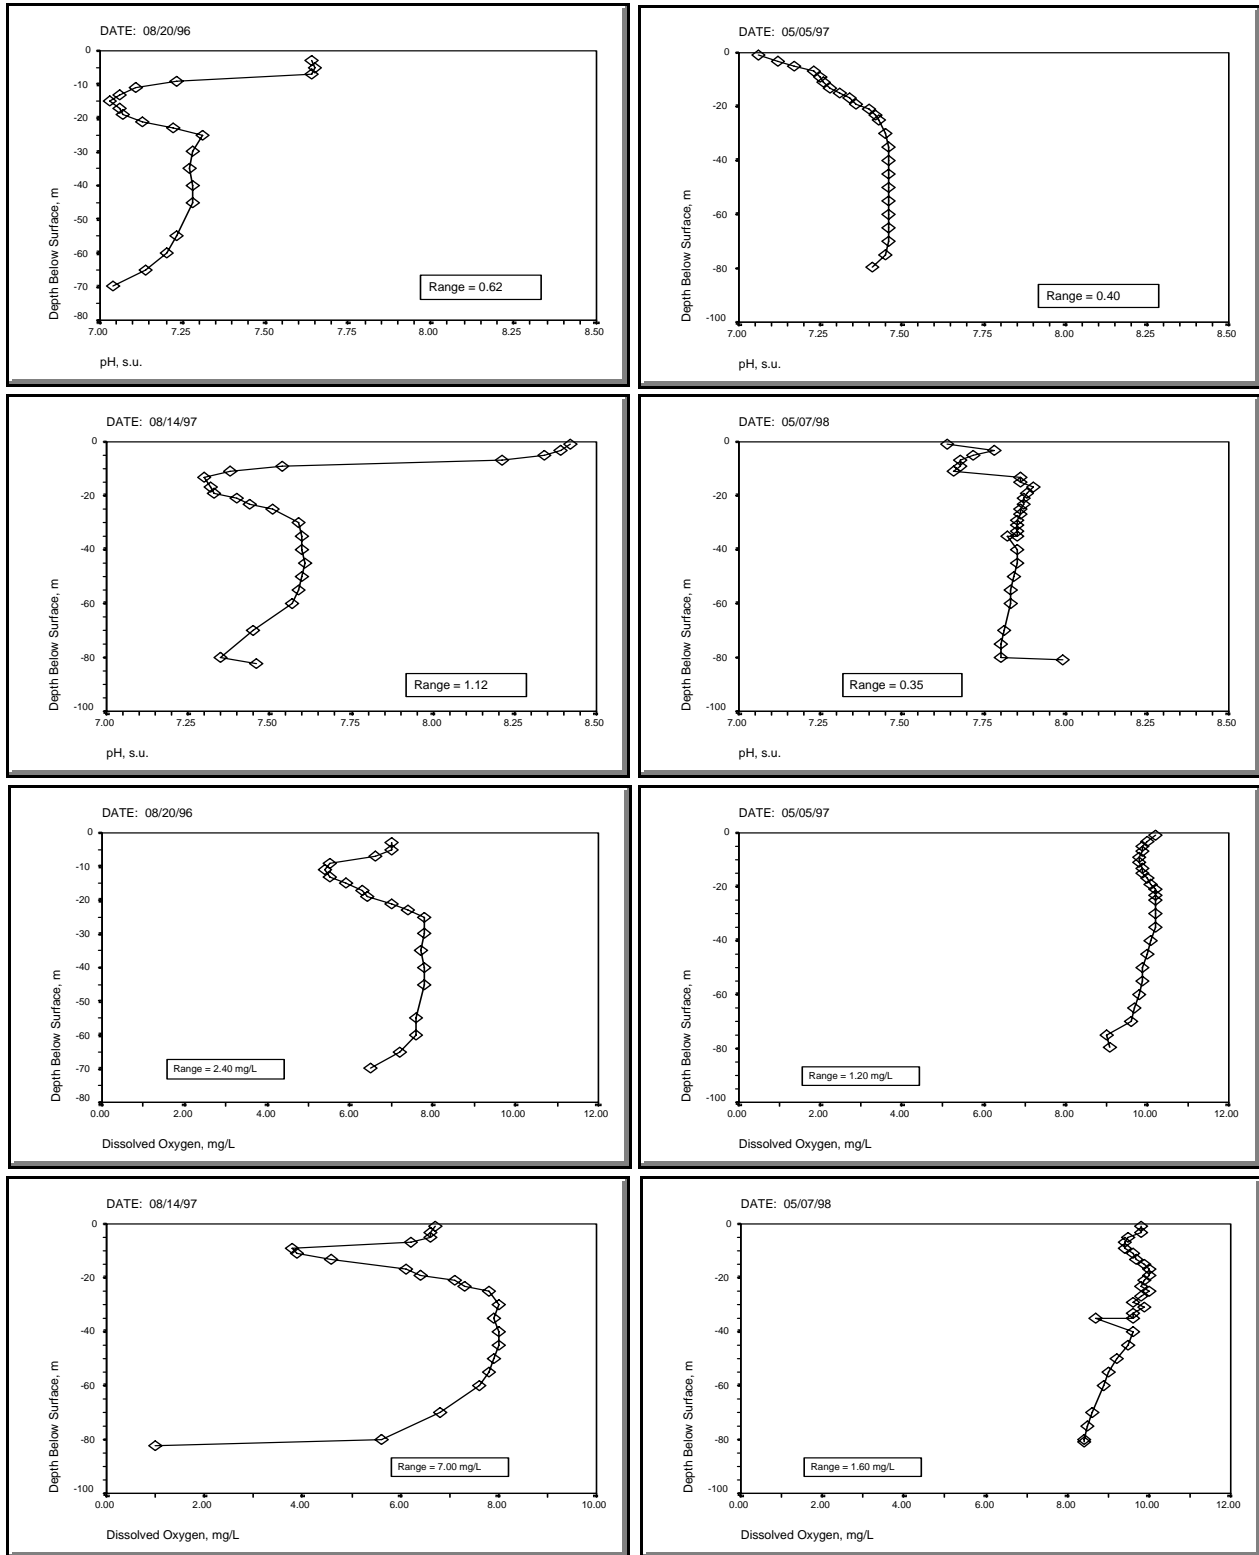 DATE: 08/20/96
0
-10
-20
-30
-40
-50
-60
-70
-80
Depth Below Surface, m
Range = 0.62
7.00 7.25 7.50 7.75 8.00 8.25 8.50
pH, s.u.
DATE: 05/05/97
0
-20
-40
-60
-80
-100
Depth Below Surface, m
Range = 0.40
7.00 7.25 7.50 7.75 8.00 8.25 8.50
pH, s.u.
DATE: 08/14/97
0
-20
-40
-60
-80
-100
Depth Below Surface, m
Range = 1.12
7.00 7.25 7.50 7.75 8.00 8.25 8.50
pH, s.u.
DATE: 05/07/98
0
-20
-40
-60
-80
-100
Depth Below Surface, m
Range = 0.35
7.00 7.25 7.50 7.75 8.00 8.25 8.50
pH, s.u.
DATE: 08/20/96
0
-10
-20
-30
-40
-50
-60
-70
-80
Depth Below Surface, m
Range = 2.40 mg/L
0.00 2.00 4.00 6.00 8.00 10.00 12.00
Dissolved Oxygen, mg/L
DATE: 05/05/97
0
-20
-40
-60
-80
-100
Depth Below Surface, m
Range = 1.20 mg/L
0.00 2.00 4.00 6.00 8.00 10.00 12.00
Dissolved Oxygen, mg/L
DATE: 08/14/97
0
-20
-40
-60
-80
-100
Depth Below Surface, m
Range = 7.00 mg/L
0.00 2.00 4.00 6.00 8.00 10.00
Dissolved Oxygen, mg/L
DATE: 05/07/98
0
-20
-40
-60
-80
-100
Depth Below Surface, m
Range = 1.60 mg/L
0.00 2.00 4.00 6.00 8.00 10.00 12.00
Dissolved Oxygen, mg/L